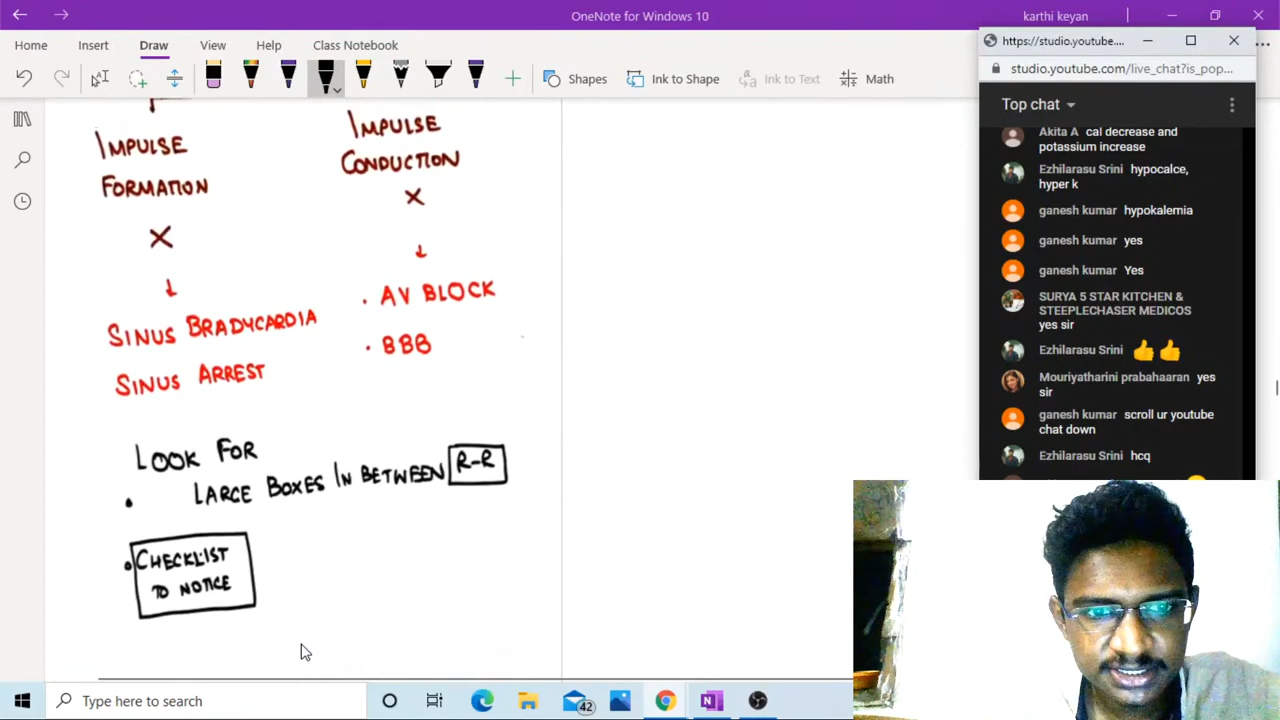 OneNote for Windows 10
karthi keyan
Home Insert Draw View Help Class Notebook
Shapes Ink to Shape Ink to Text Math
IMPULSE
FORMATION
×
↓
SINUS BRADYCARDIA
SINUS ARREST
IMPULSE
CONDUCTION
×
↓
• AV BLOCK
• BBB
LOOK FOR
• LARGE BOXES IN BETWEEN R-R
• CHECKLIST
TO NOTICE
https://studio.youtube....
studio.youtube.com/live_chat?is_pop...
Top chat
Akita A cal decrease and
potassium increase
Ezhilarasu Srini hypocalce,
hyper k
ganesh kumar hypokalemia
ganesh kumar yes
ganesh kumar Yes
SURYA 5 STAR KITCHEN &
STEEPLECHASER MEDICOS
yes sir
Ezhilarasu Srini 👍👍
Mouriyatharini prabahaaran yes
sir
ganesh kumar scroll ur youtube
chat down
Ezhilarasu Srini hcq
Type here to search
42